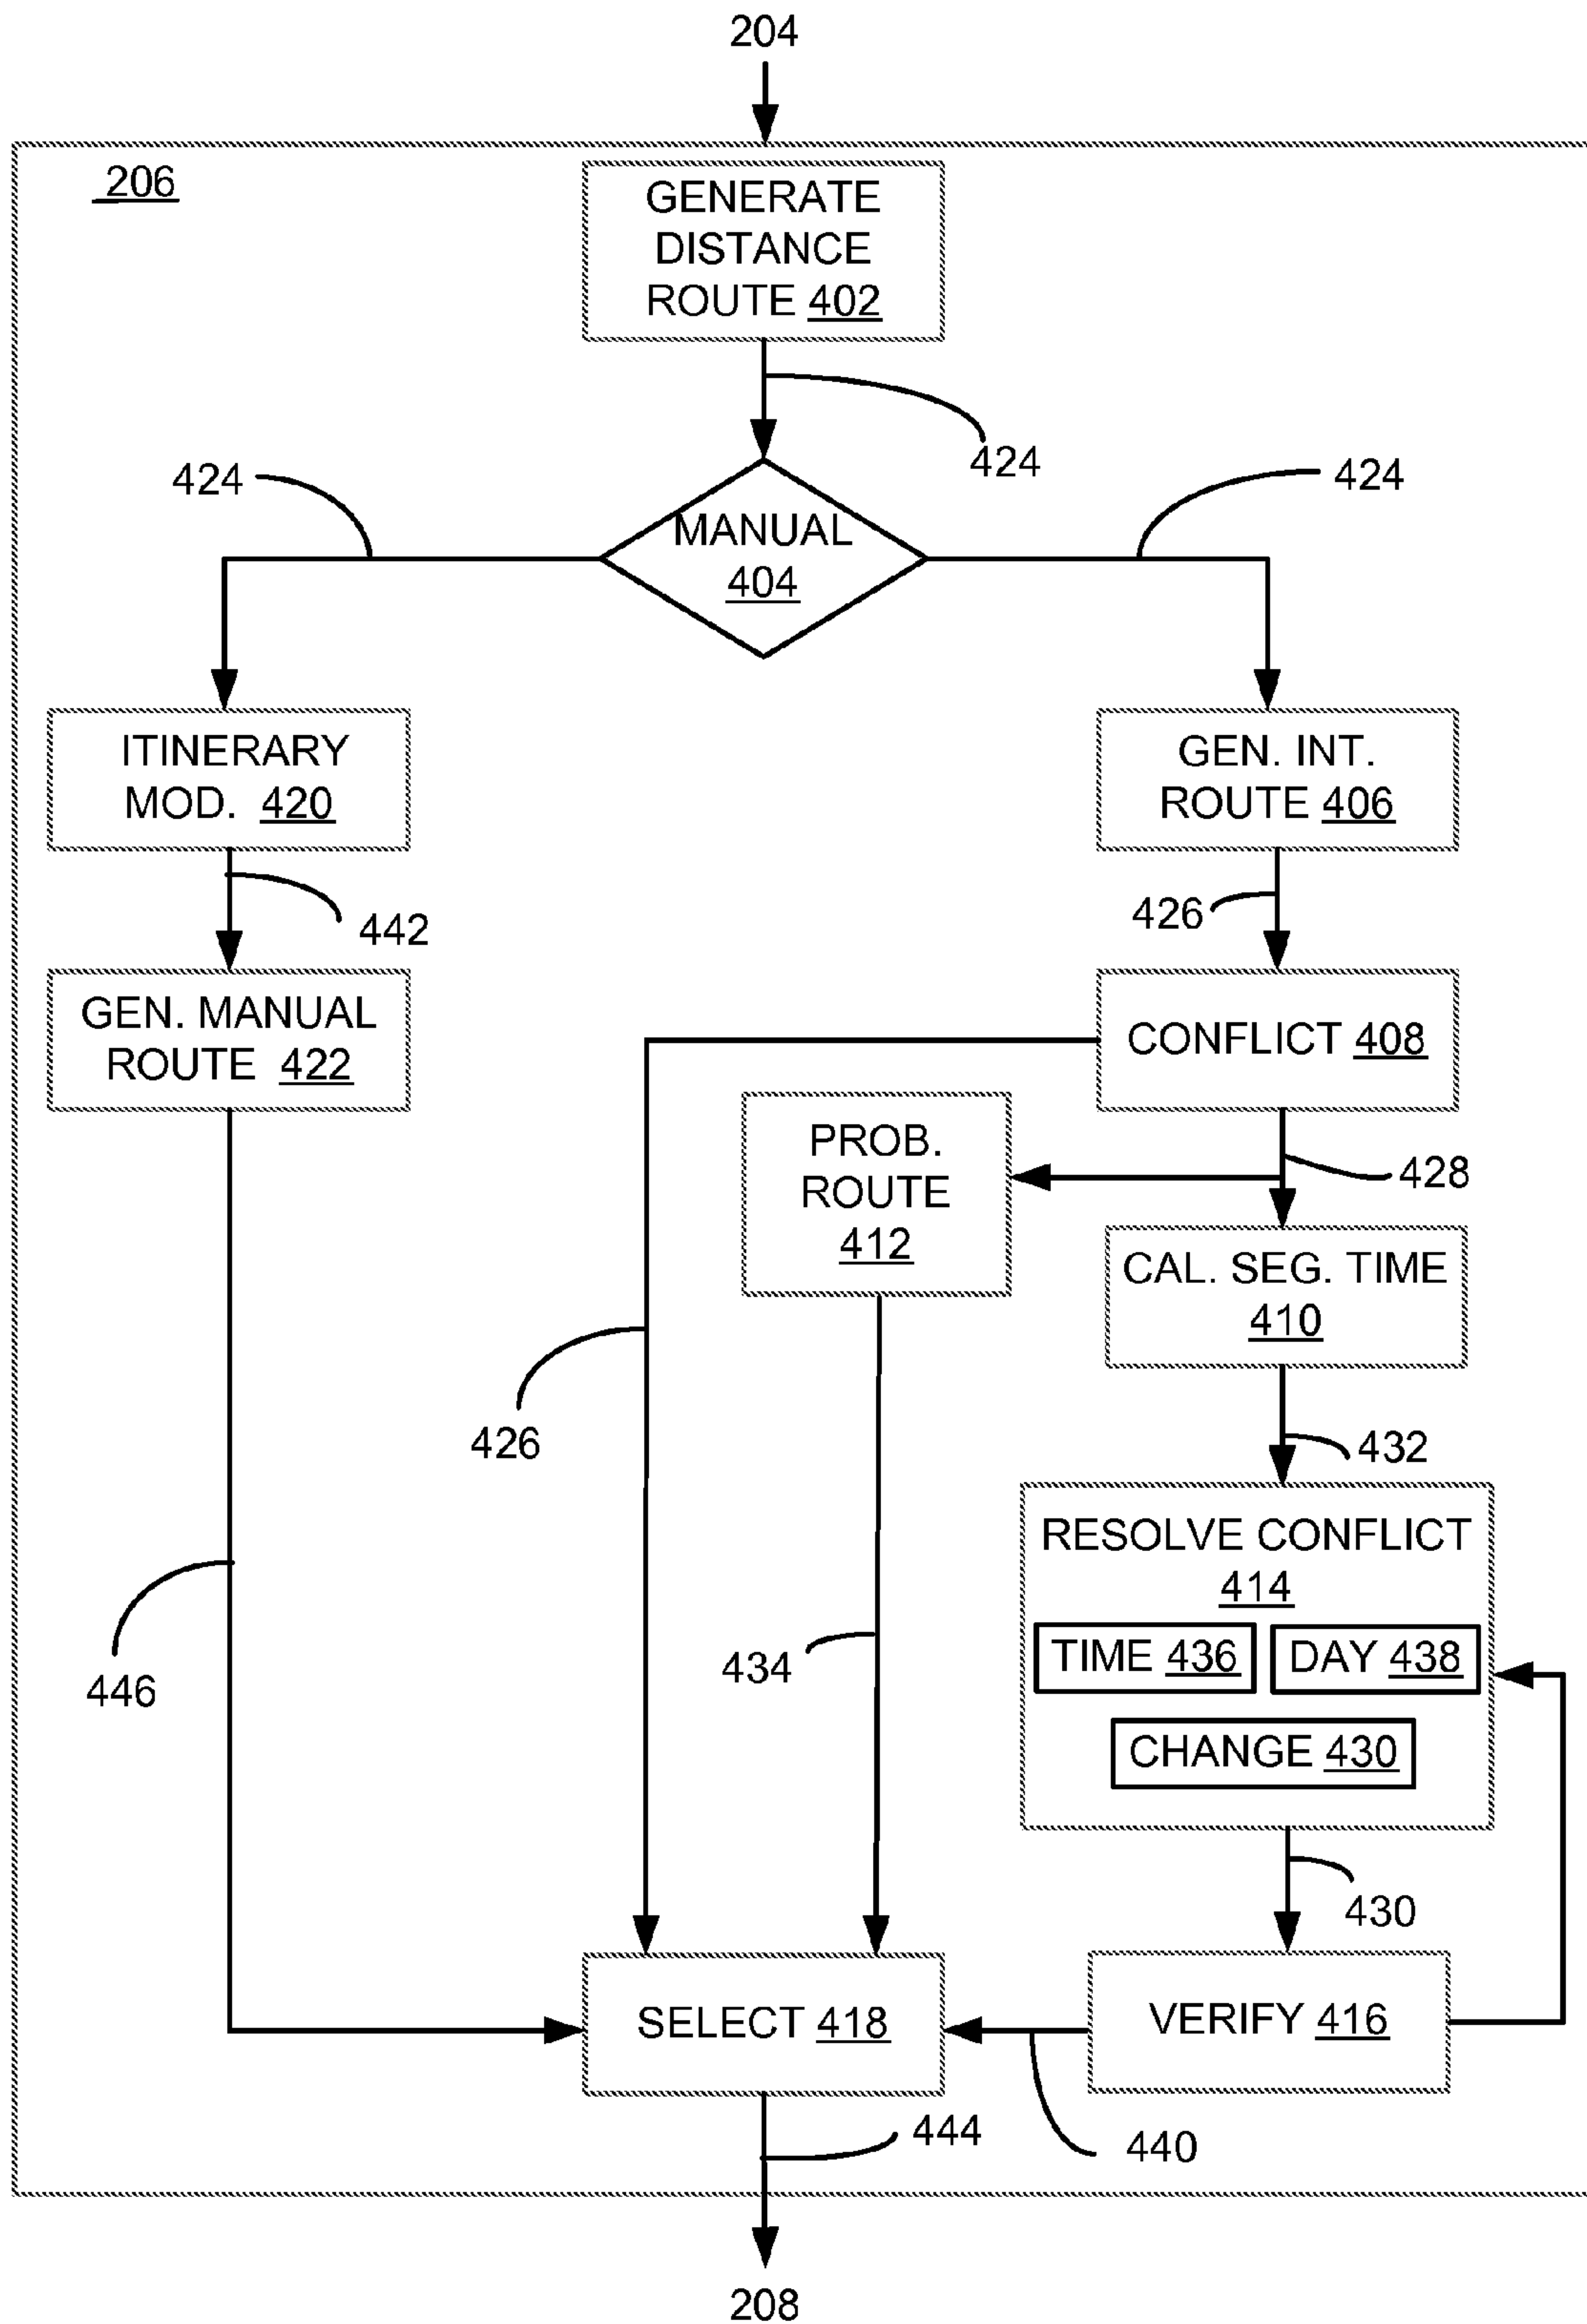 204
206
GENERATE
DISTANCE
ROUTE 402
424
424
424
MANUAL
404
ITINERARY
MOD. 420
GEN. INT.
ROUTE 406
442
426
GEN. MANUAL
ROUTE 422
CONFLICT 408
PROB.
ROUTE
412
428
CAL. SEG. TIME
410
426
432
RESOLVE CONFLICT
414
TIME 436
DAY 438
CHANGE 430
446
434
430
SELECT 418
VERIFY 416
444
440
208